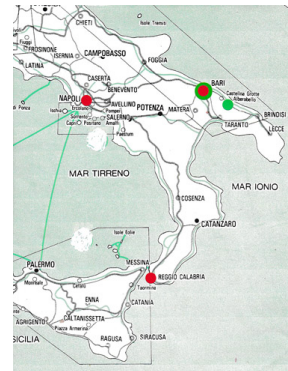 CHIETI
Isole Tremiti
Fiuggi
FROSINONE
ISERNIA
CAMPOBASSO
LATINA
FOGGIA
CASERTA
BENEVENTO
BARI
NAPOLI
Ercolano
Pompei
AVELLINO
Castellana Grotte
Alberobello
Ischia
Sorrento
SALERNO
POTENZA
MATERA
BRINDISI
Capri
Positano
Amalfi
Paestum
TARANTO
LECCE
MAR TIRRENO
MAR IONIO
COSENZA
CATANZARO
Isole Eolie
PALERMO
MESSINA
REGGIO CALABRIA
Monreale
Cefalù
Taormina
ENNA
CATANIA
CALTANISSETTA
AGRIGENTO
Piazza Armerina
SICILIA
RAGUSA
SIRACUSA